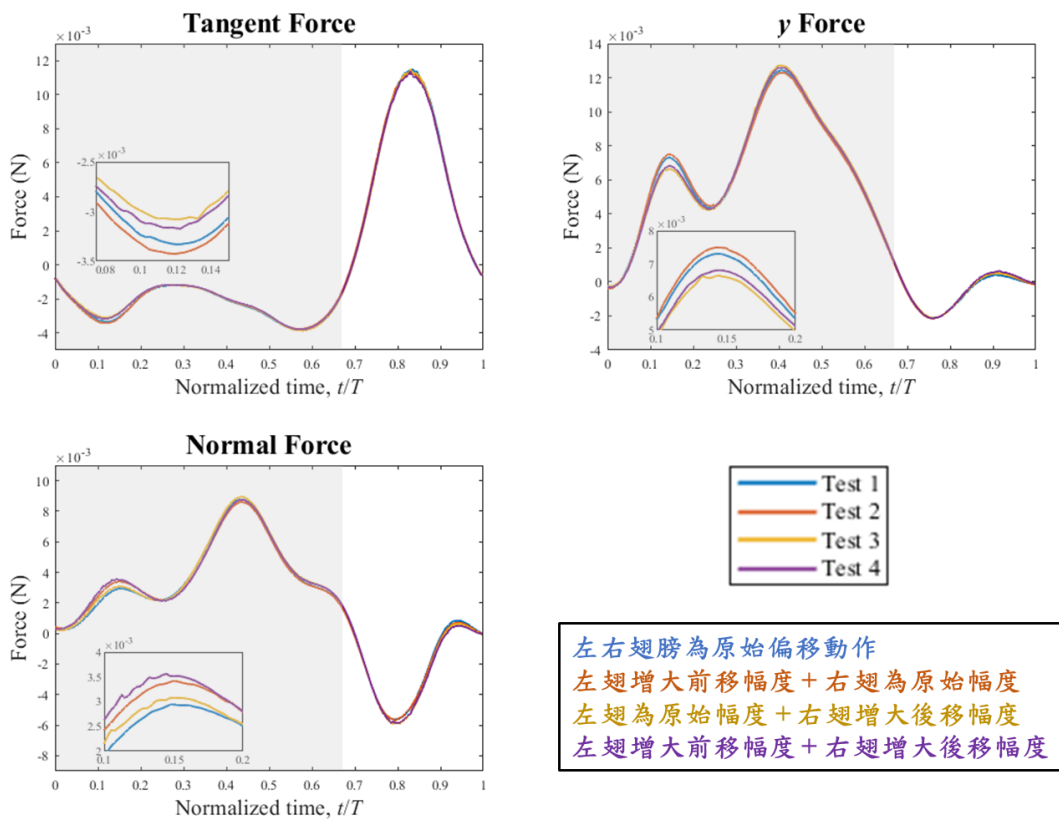 Tangent Force
×10⁻³
12
10
8
6
4
2
0
-2
-4
Force (N)
0 0.1 0.2 0.3 0.4 0.5 0.6 0.7 0.8 0.9 1
Normalized time, t/T
×10⁻³
-2.5
-3
-3.5
0.08 0.1 0.12 0.14
y Force
×10⁻³
14
12
10
8
6
4
2
0
-2
-4
Force (N)
0 0.1 0.2 0.3 0.4 0.5 0.6 0.7 0.8 0.9 1
Normalized time, t/T
×10⁻³
8
7
6
5
0.1 0.15 0.2
Normal Force
×10⁻³
10
8
6
4
2
0
-2
-4
-6
-8
Force (N)
0 0.1 0.2 0.3 0.4 0.5 0.6 0.7 0.8 0.9 1
Normalized time, t/T
×10⁻³
4
3.5
3
2.5
2
0.1 0.15 0.2
Test 1
Test 2
Test 3
Test 4
左右翅膀為原始偏移動作
左翅增大前移幅度＋右翅為原始幅度
左翅為原始幅度＋右翅增大後移幅度
左翅增大前移幅度＋右翅增大後移幅度